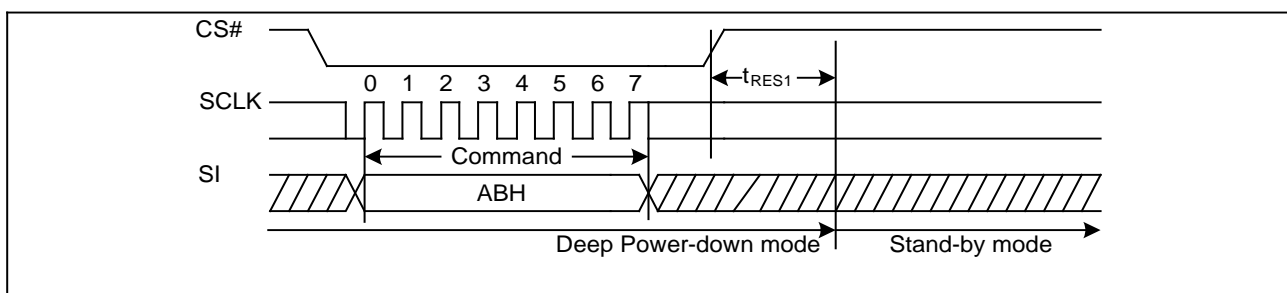 CS#
tRES1
0 1 2 3 4 5 6 7
SCLK
Command
SI
ABH
Deep Power-down mode Stand-by mode